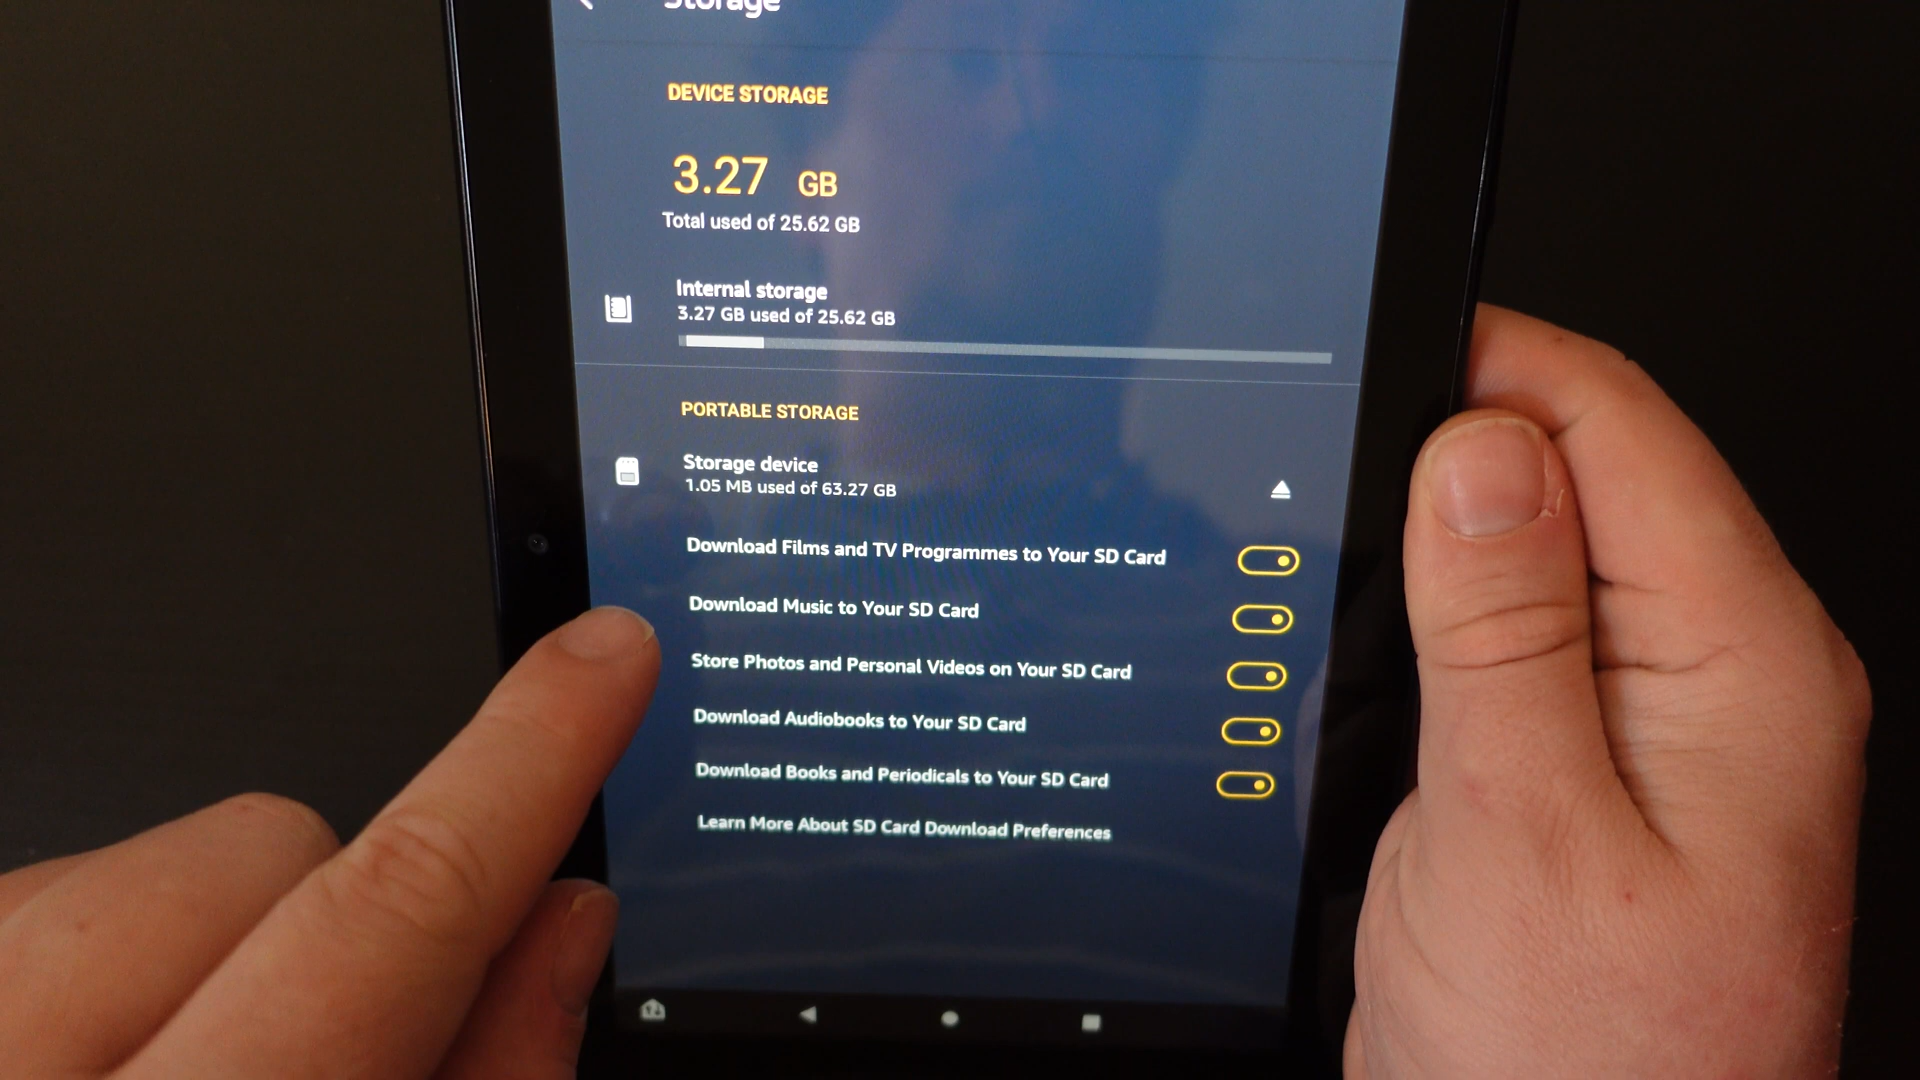 Storage
DEVICE STORAGE
3.27 GB
Total used of 25.62 GB
Internal storage
3.27 GB used of 25.62 GB
PORTABLE STORAGE
Storage device
1.05 MB used of 63.27 GB
Download Films and TV Programmes to Your SD Card
Download Music to Your SD Card
Store Photos and Personal Videos on Your SD Card
Download Audiobooks to Your SD Card
Download Books and Periodicals to Your SD Card
Learn More About SD Card Download Preferences